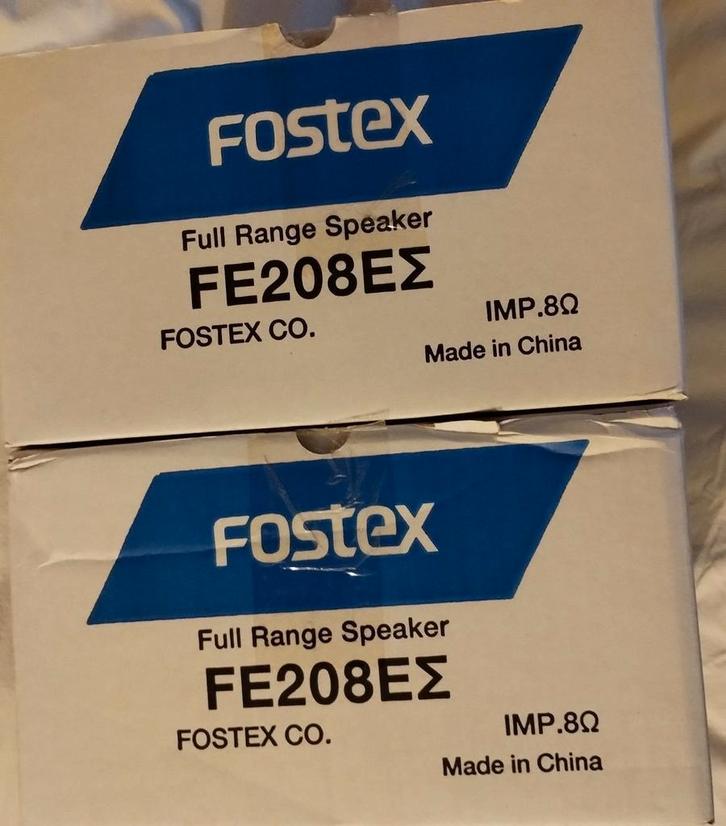 Fostex
Full Range Speaker
FE208EΣ
FOSTEX CO.
IMP.8Ω
Made in China
Fostex
Full Range Speaker
FE208EΣ
FOSTEX CO.
IMP.8Ω
Made in China